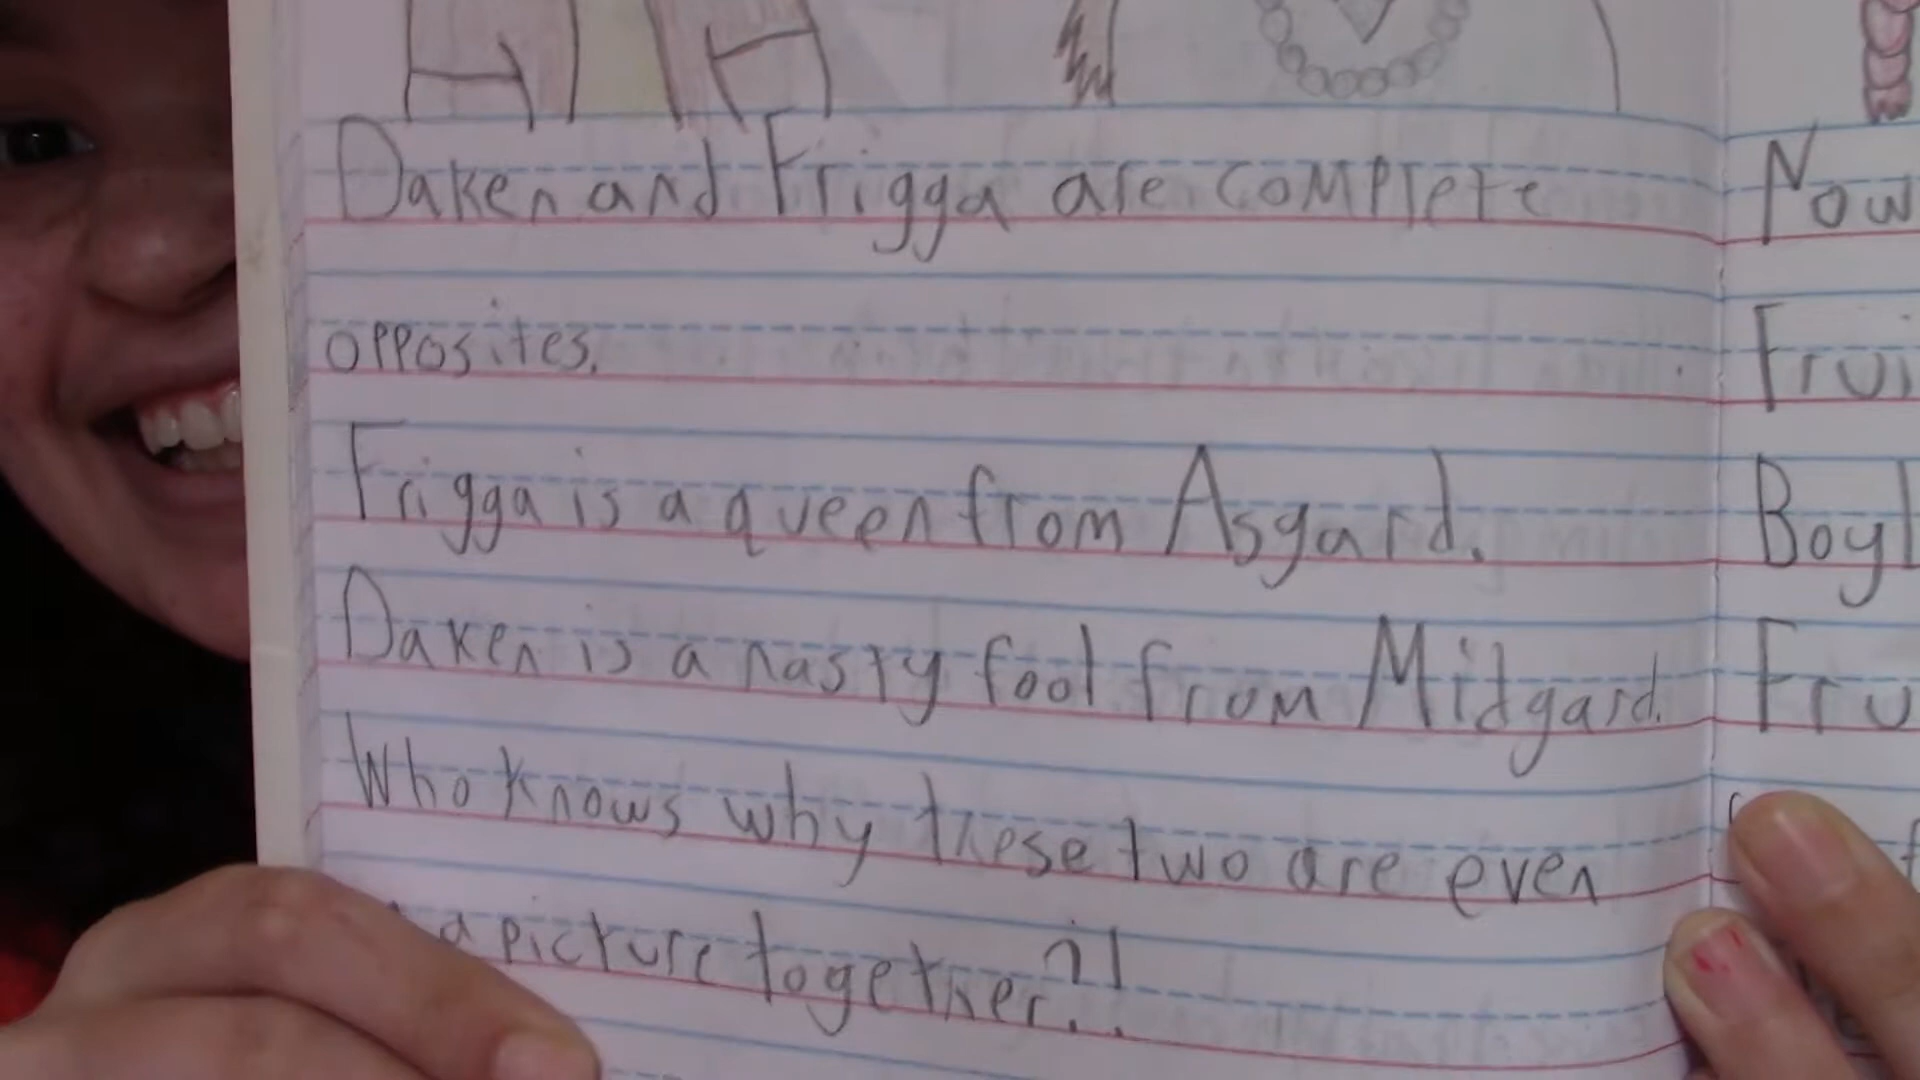 Daken and Frigga are complete
opposites.
Frigga is a queen from Asgard.
Daken is a nasty fool from Midgard.
Who knows why these two are even
a picture together?!
Now
Boyl